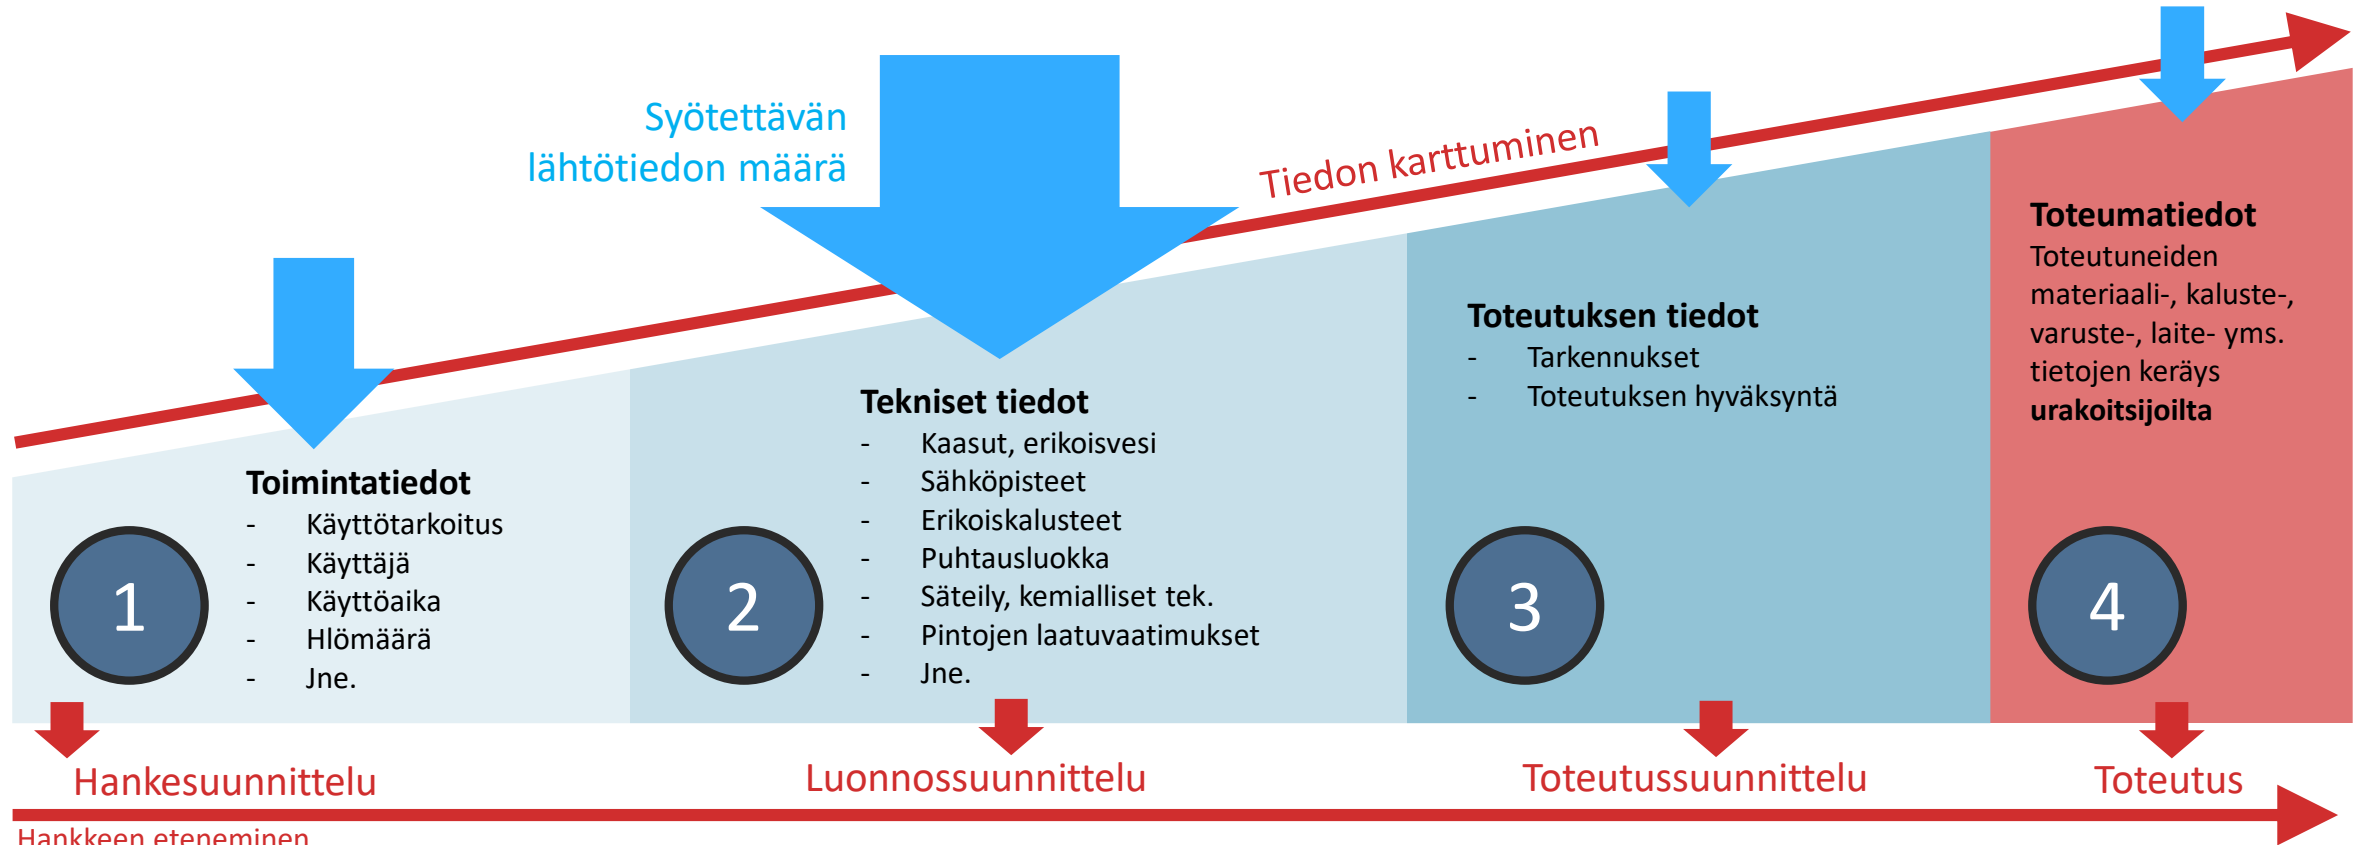 Syötettävän
lähtötiedon määrä
Tiedon karttuminen
1
Toimintatiedot
- Käyttötarkoitus
- Käyttäjä
- Käyttöaika
- Hlömäärä
- Jne.
2
Tekniset tiedot
- Kaasut, erikoisvesi
- Sähköpisteet
- Erikoiskalusteet
- Puhtausluokka
- Säteily, kemialliset tek.
- Pintojen laatuvaatimukset
- Jne.
3
Toteutuksen tiedot
- Tarkennukset
- Toteutuksen hyväksyntä
4
Toteumatiedot
Toteutuneiden
materiaali-, kaluste-,
varuste-, laite- yms.
tietojen keräys
urakoitsijoilta
Hankesuunnittelu
Luonnossuunnittelu
Toteutussuunnittelu
Toteutus
Hankkeen eteneminen